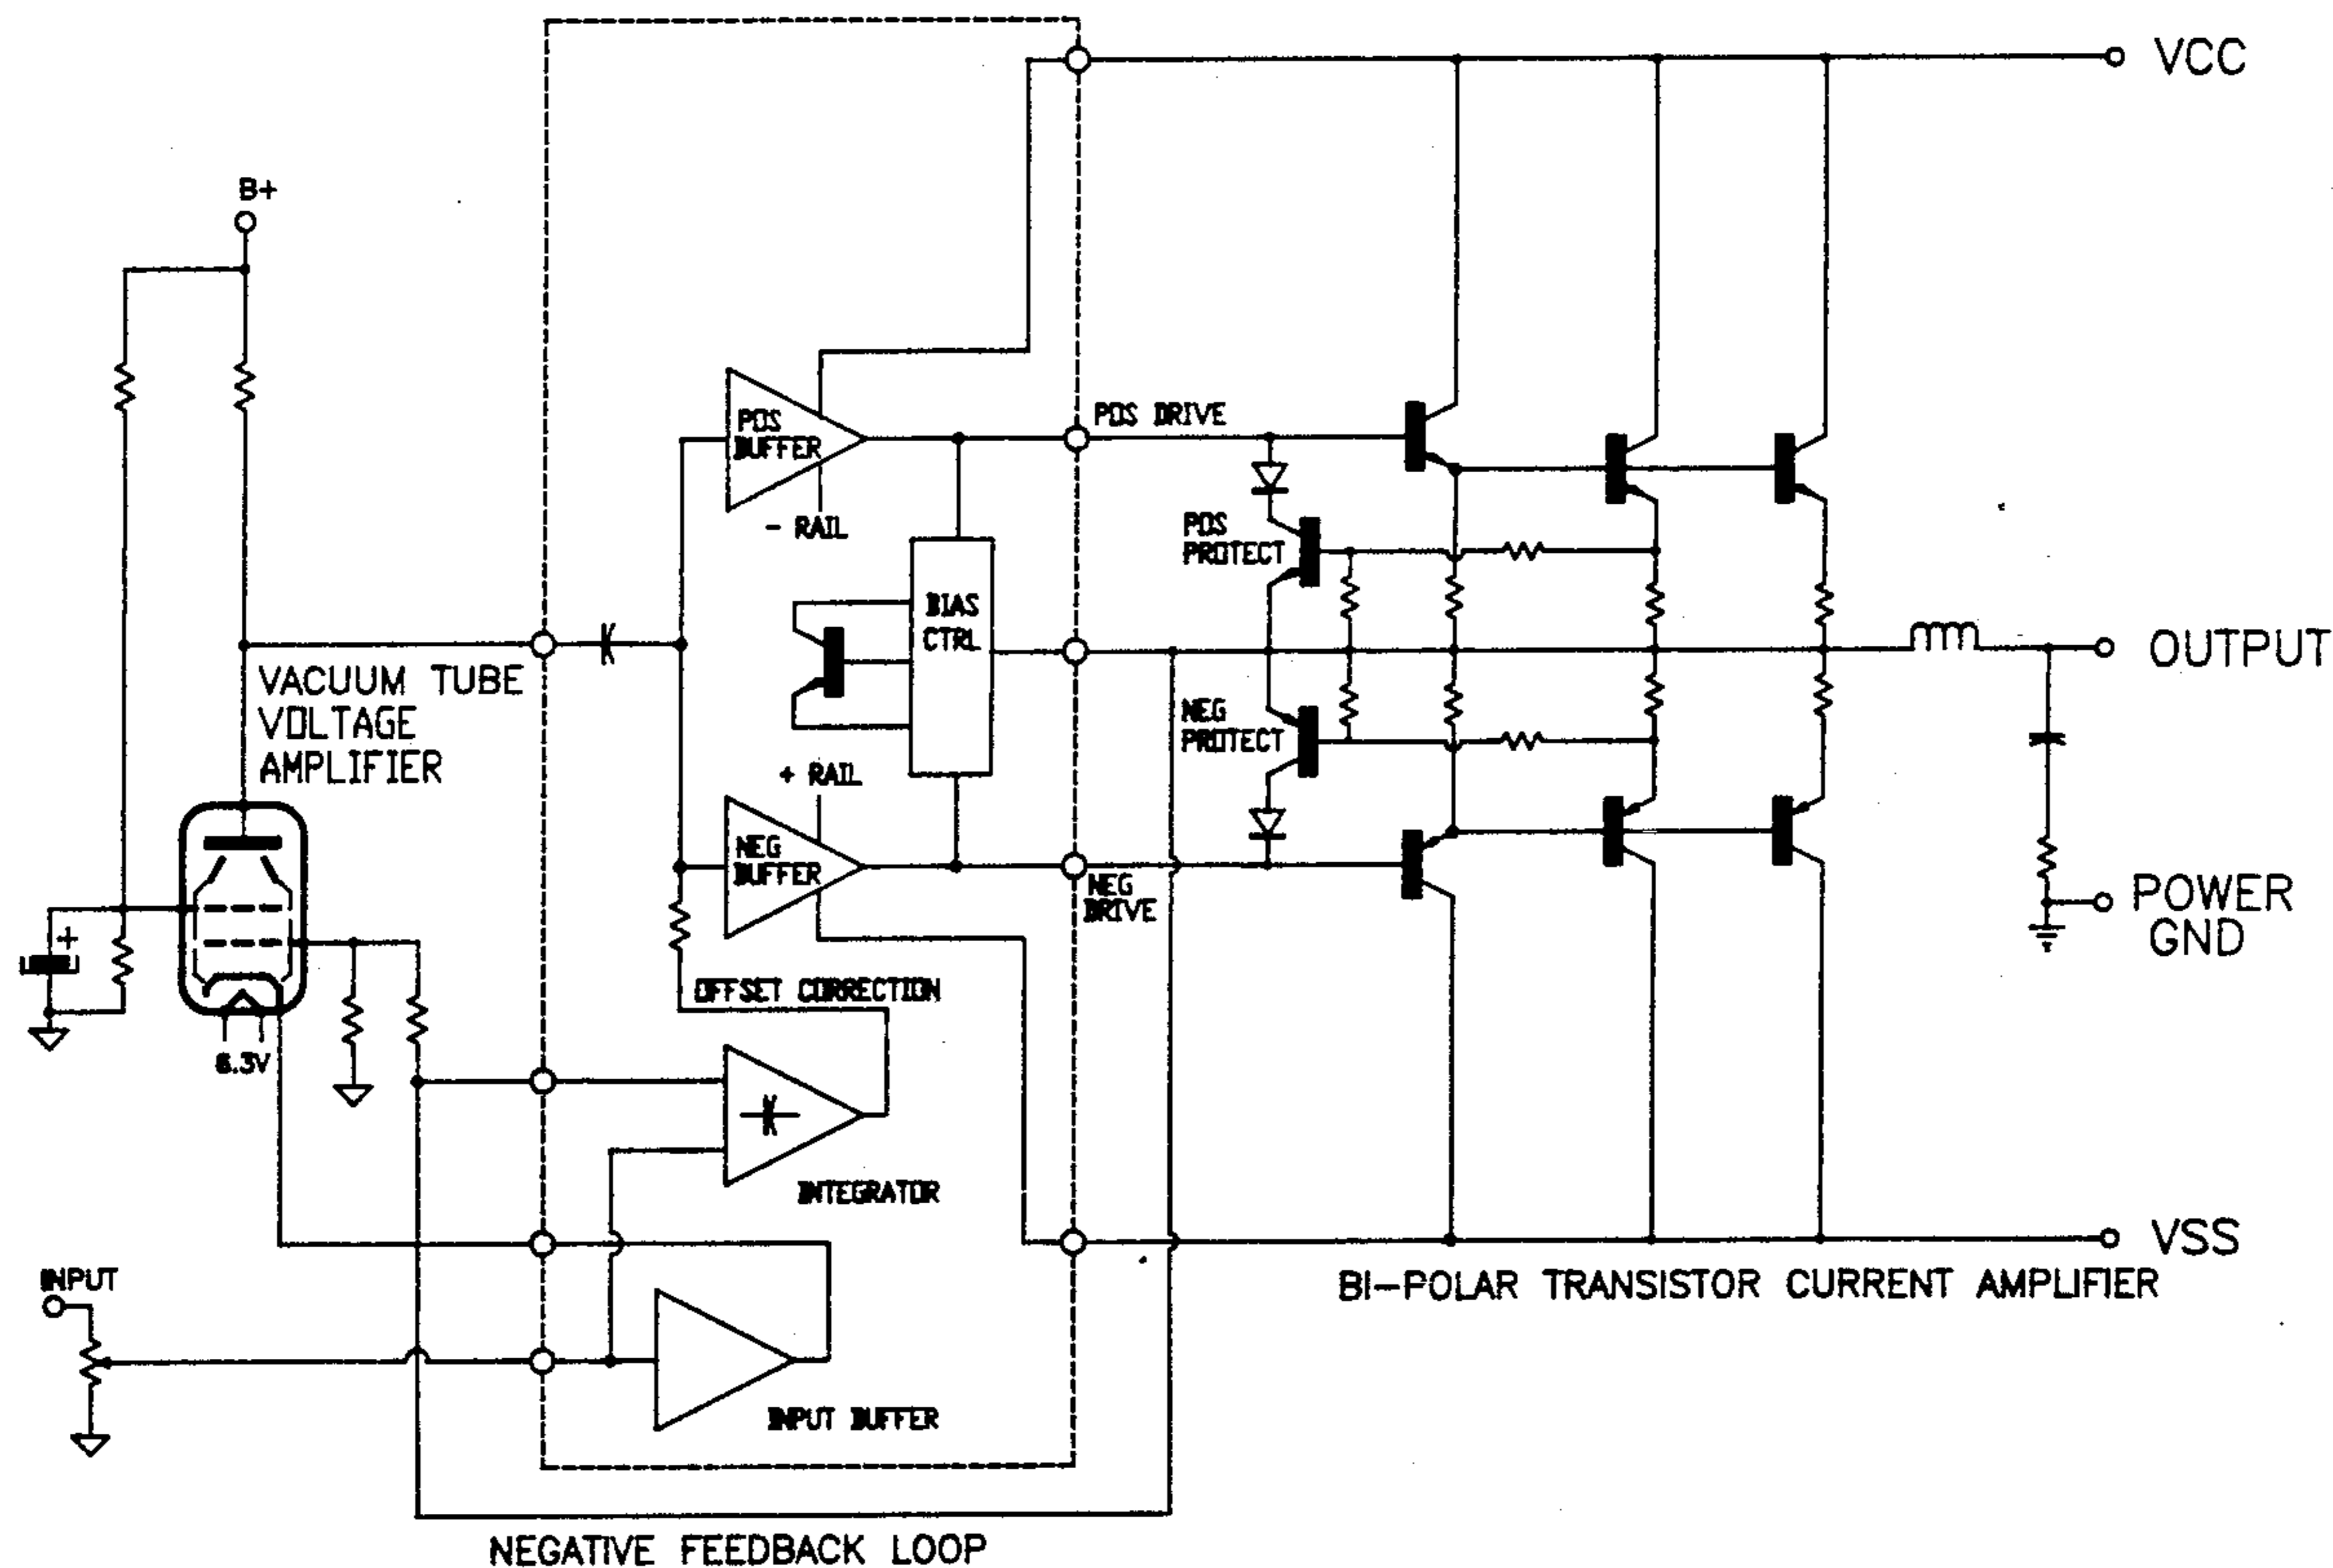 VCC
B+
POS DRIVE
POS
BUFFER
- RAIL
POS
PROTECT
BIAS
CTRL
OUTPUT
VACUUM TUBE
VOLTAGE
AMPLIFIER
NEG
PROTECT
+ RAIL
NEG
BUFFER
NEG
DRIVE
POWER
GND
+
OFFSET CORRECTION
6.3V
INTEGRATOR
VSS
INPUT
BI-POLAR TRANSISTOR CURRENT AMPLIFIER
INPUT BUFFER
NEGATIVE FEEDBACK LOOP